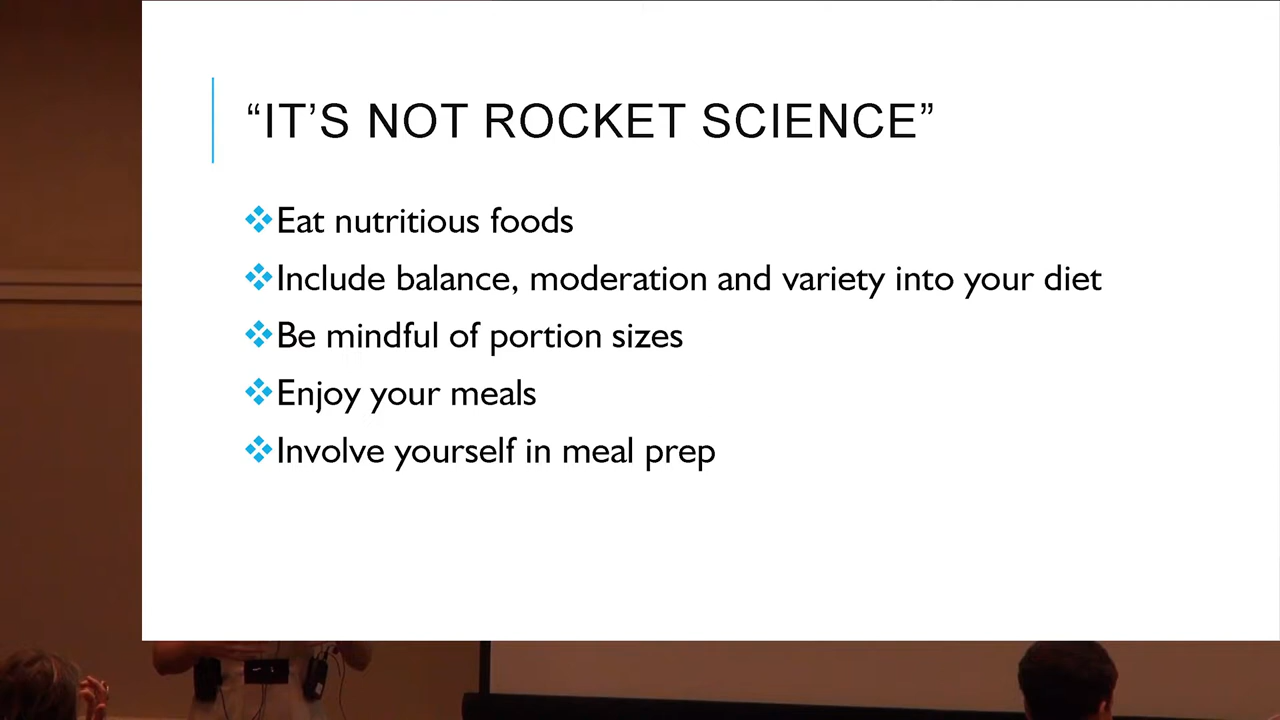 “IT’S NOT ROCKET SCIENCE”
Eat nutritious foods
Include balance, moderation and variety into your diet
Be mindful of portion sizes
Enjoy your meals
Involve yourself in meal prep